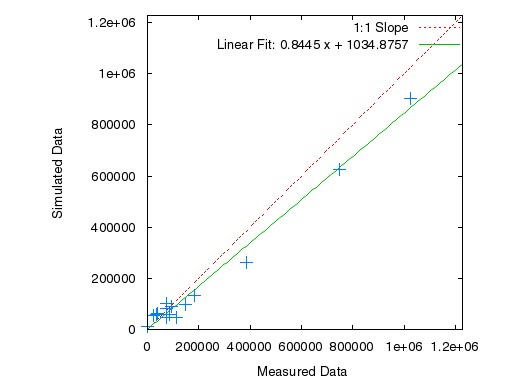 1:1 Slope
Linear Fit: 0.8445 x + 1034.8757
1.2e+06
1e+06
800000
600000
400000
200000
0
Simulated Data
0 200000 400000 600000 800000 1e+06 1.2e+06
Measured Data